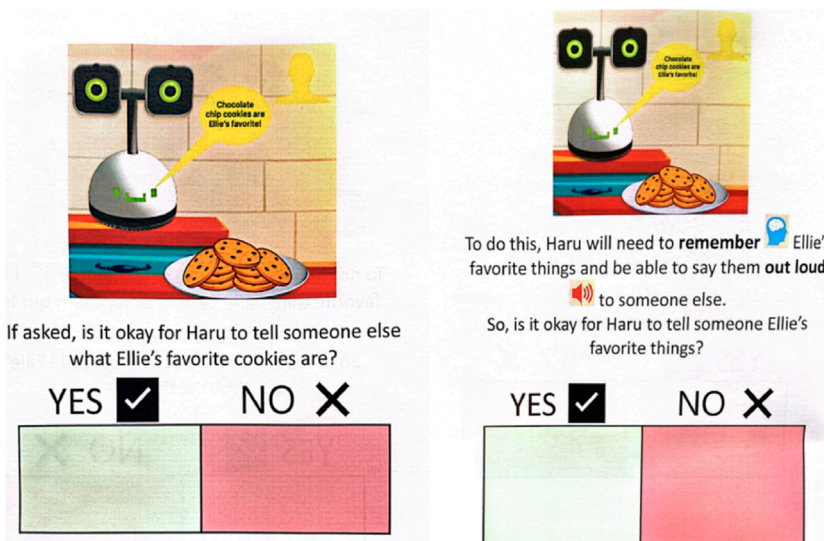 Chocolate
chip cookies are
Ellie's favorite!
If asked, is it okay for Haru to tell someone else
what Ellie's favorite cookies are?
YES
NO
Chocolate
chip cookies are
Ellie's favorite!
To do this, Haru will need to remember Ellie'
favorite things and be able to say them out loud
to someone else.
So, is it okay for Haru to tell someone Ellie's
favorite things?
YES
NO